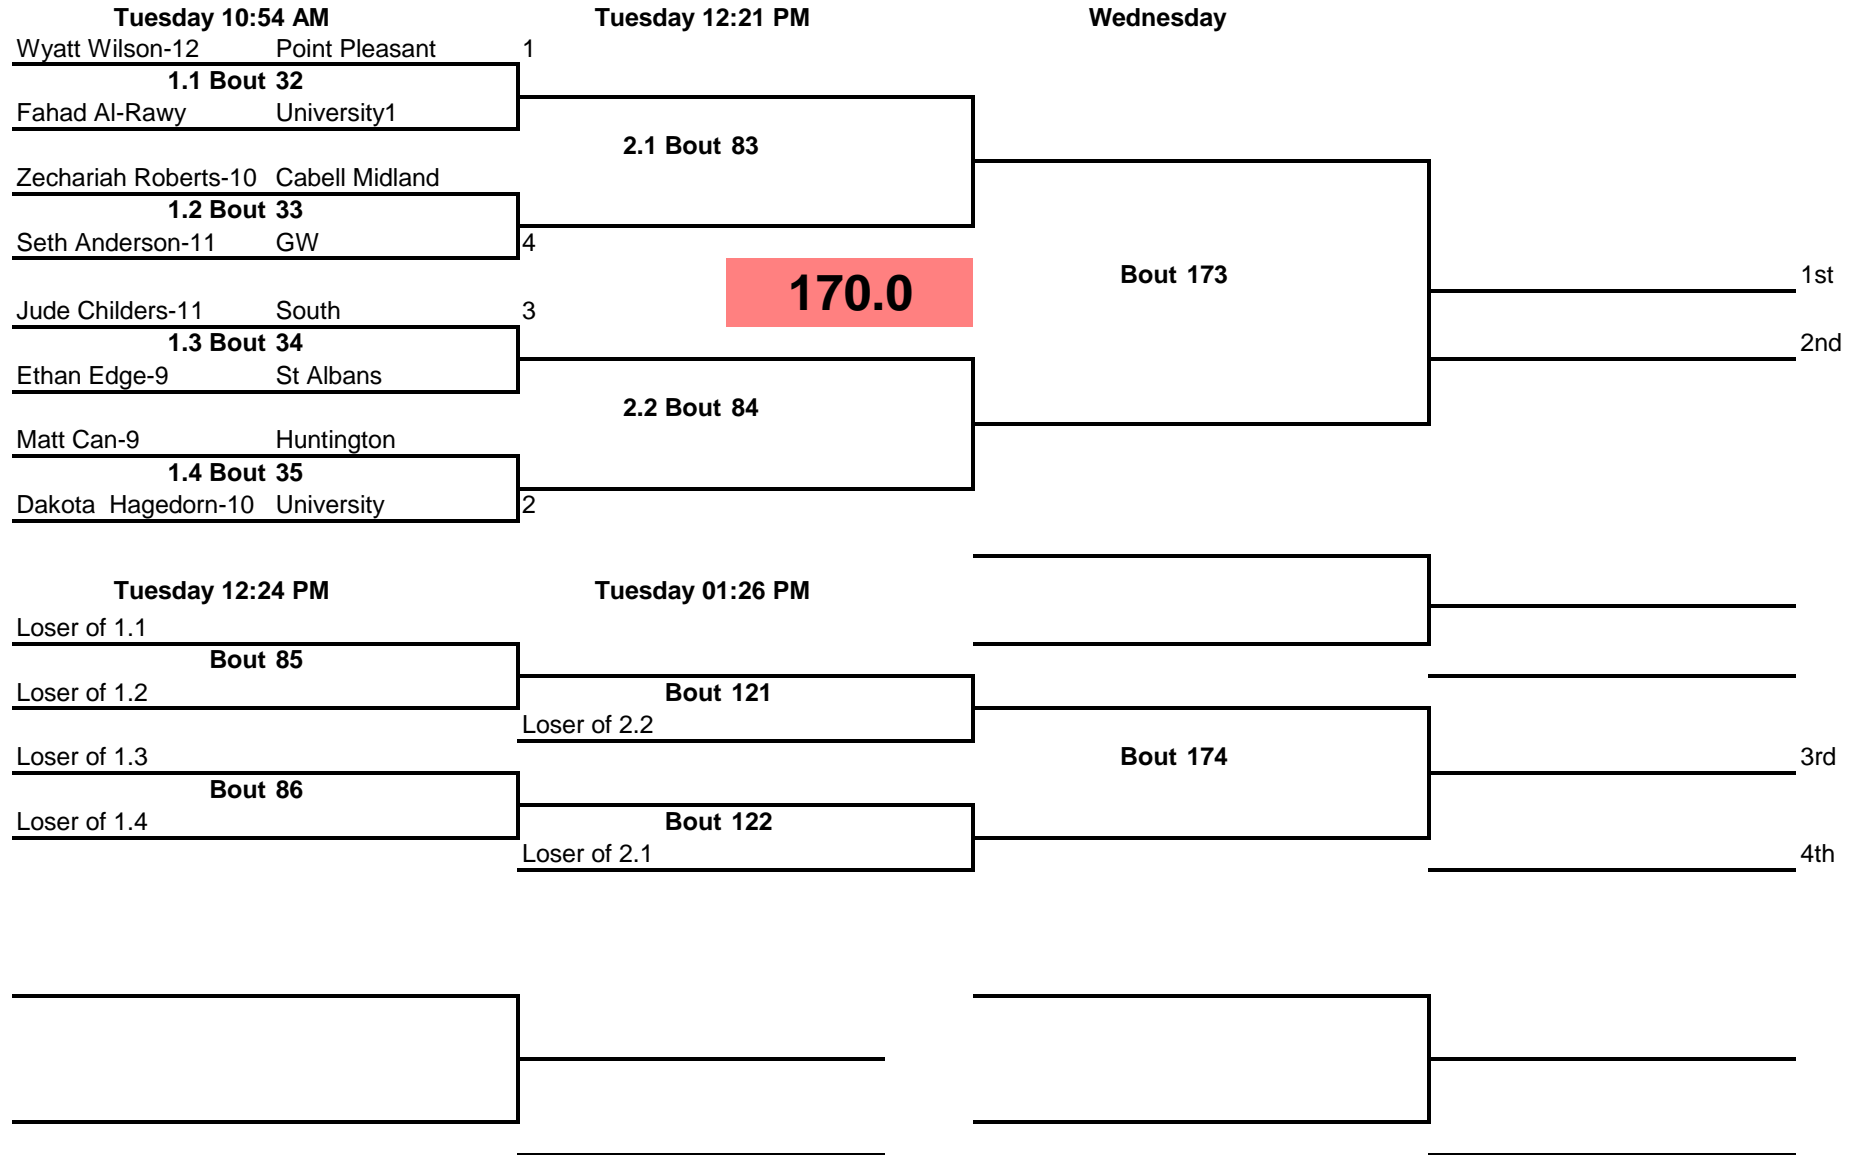 Tuesday 10:54 AM Tuesday 12:21 PM Wednesday
Wyatt Wilson-12 Point Pleasant 1
1.1 Bout 32
Fahad Al-Rawy University1
2.1 Bout 83
Zechariah Roberts-10 Cabell Midland
1.2 Bout 33
Seth Anderson-11 GW 4
170.0 Bout 173 1st
Jude Childers-11 South 3
1.3 Bout 34 2nd
Ethan Edge-9 St Albans
2.2 Bout 84
Matt Can-9 Huntington
1.4 Bout 35
Dakota  Hagedorn-10 University 2
Tuesday 12:24 PM Tuesday 01:26 PM
Loser of 1.1
Bout 85
Loser of 1.2 Bout 121
Loser of 2.2
Loser of 1.3 Bout 174 3rd
Bout 86
Loser of 1.4 Bout 122
Loser of 2.1 4th